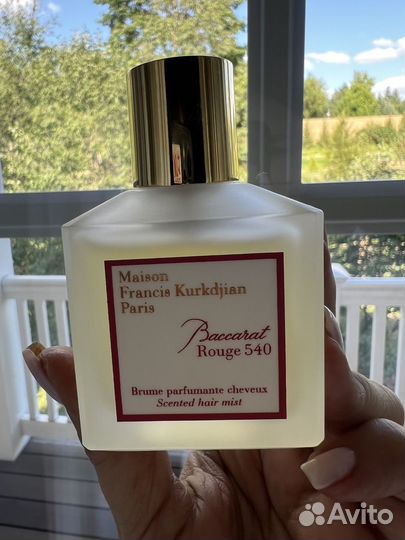 Maison
Francis Kurkdjian
Paris
Baccarat
Rouge 540
Brume parfumante cheveux
Scented hair mist
Avito